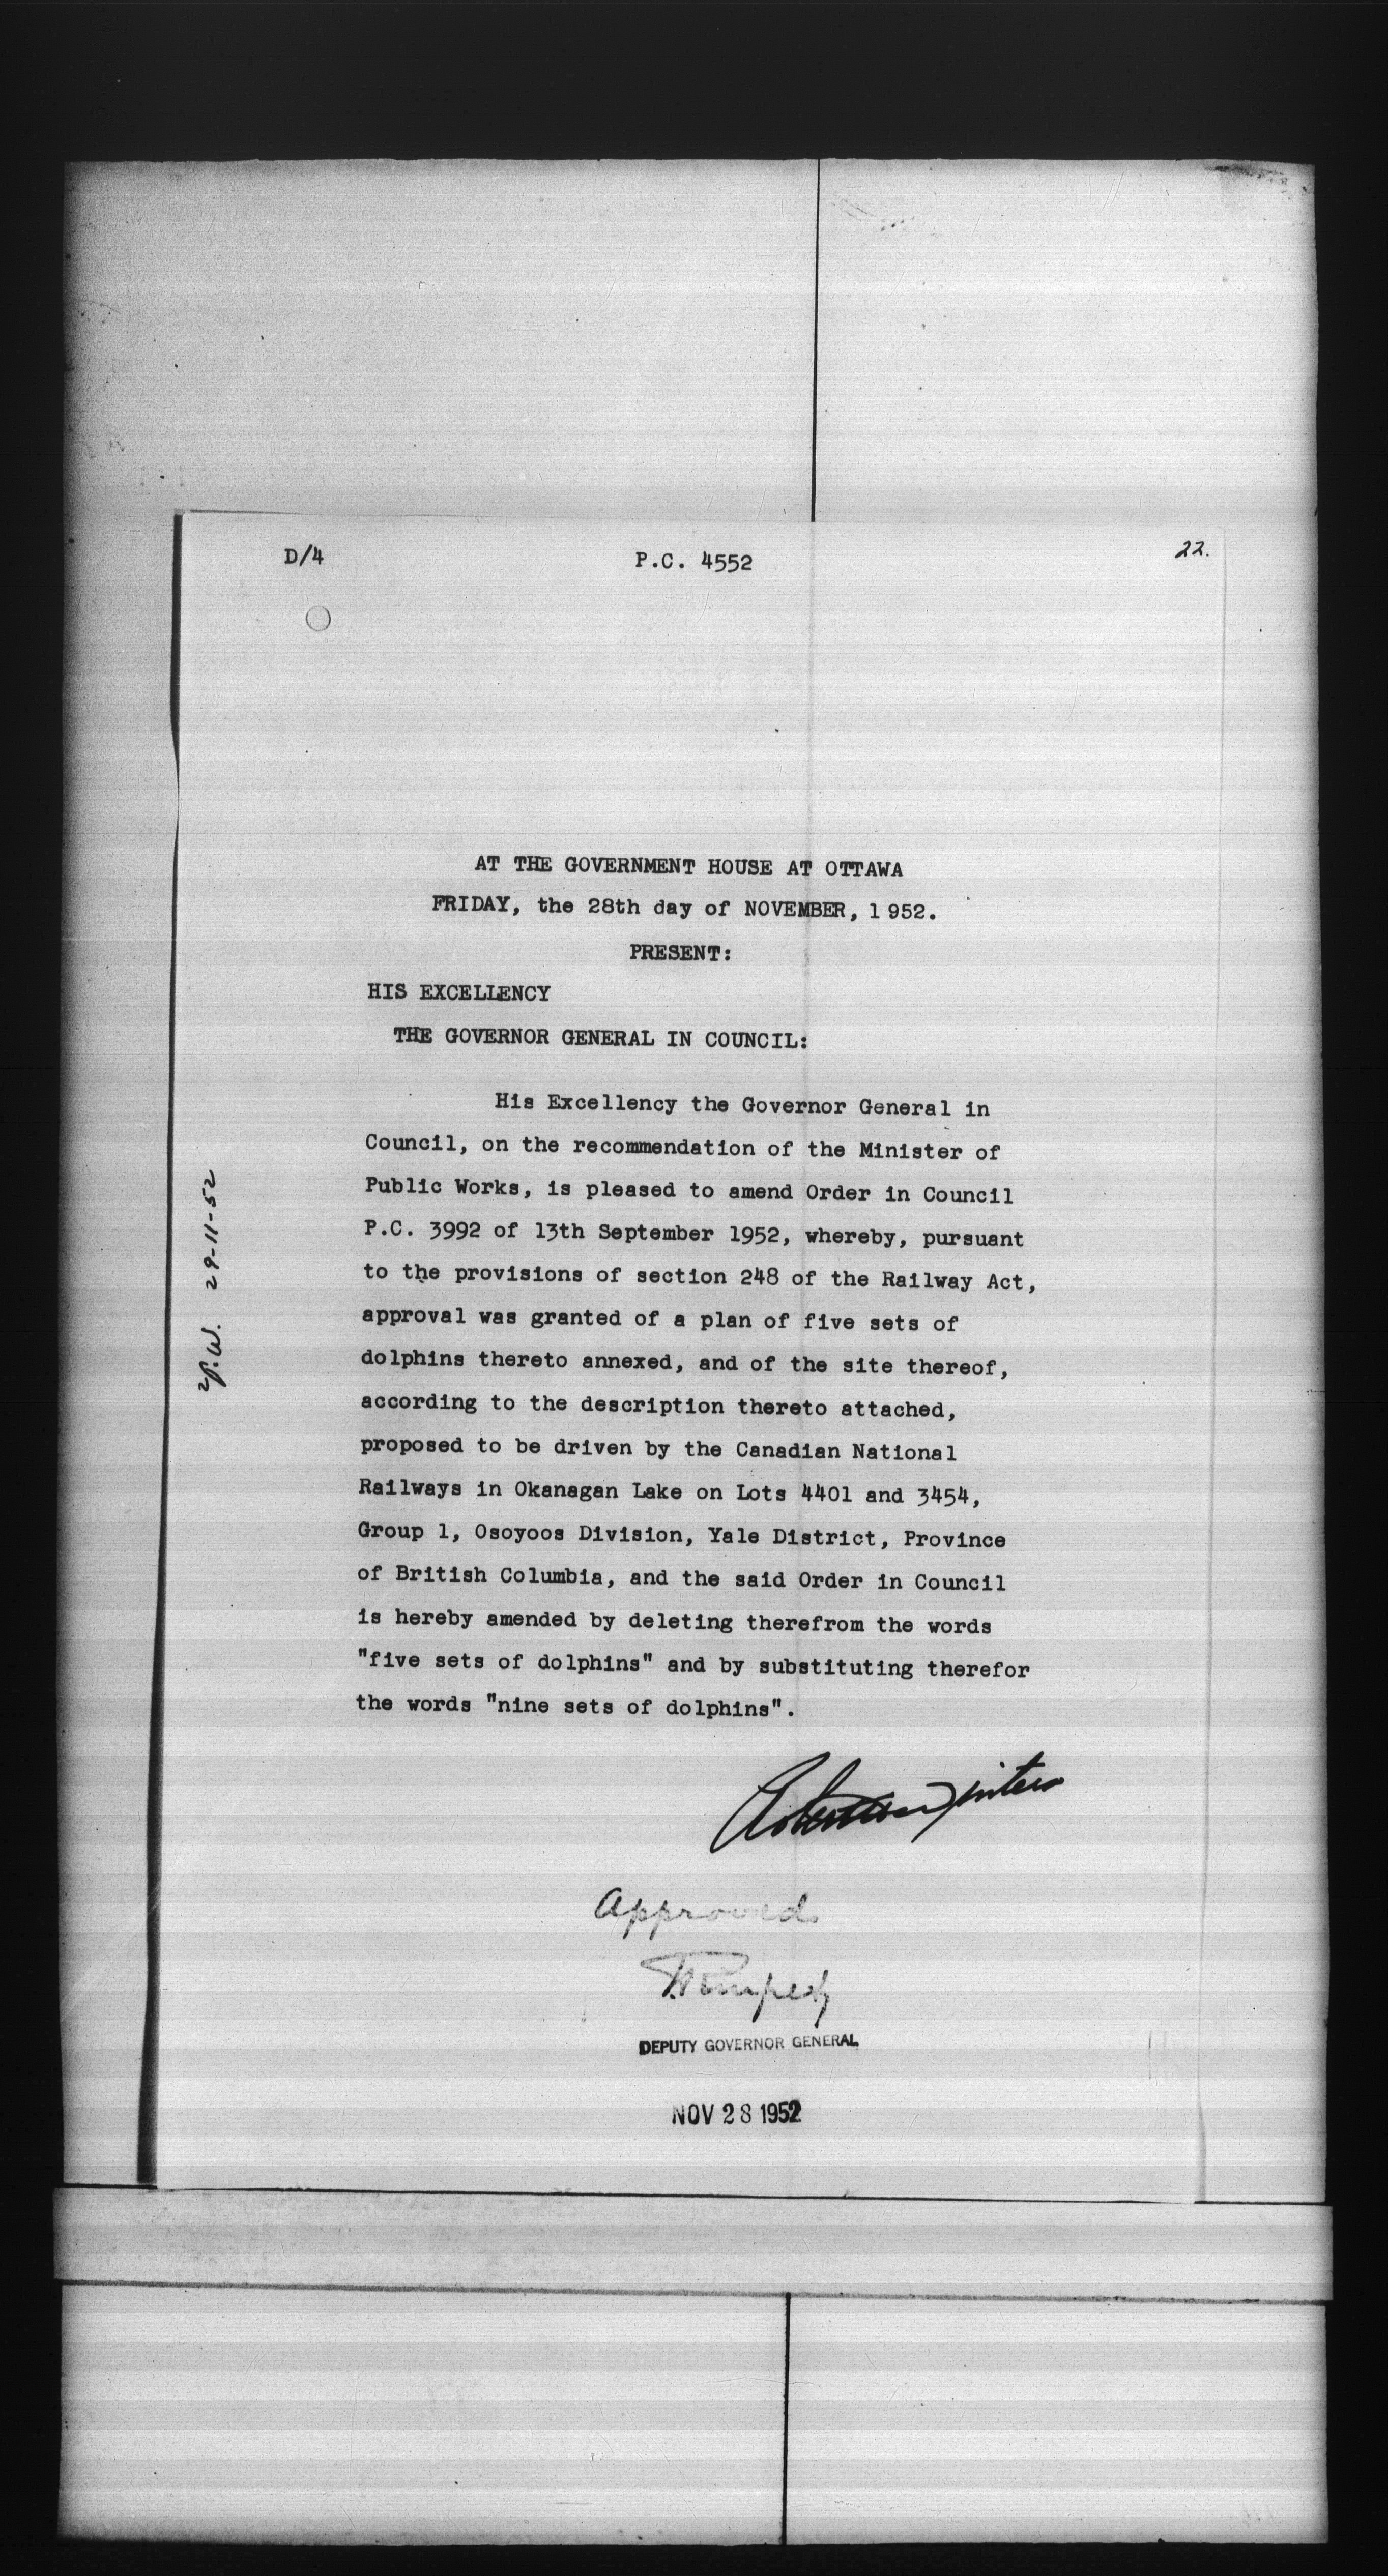 D/4
P.C. 4552
22.
AT THE GOVERNMENT HOUSE AT OTTAWA
FRIDAY, the 28th day of NOVEMBER, 1952.
PRESENT:
HIS EXCELLENCY
THE GOVERNOR GENERAL IN COUNCIL:
His Excellency the Governor General in
Council, on the recommendation of the Minister of
Public Works, is pleased to amend Order in Council
P.C. 3992 of 13th September 1952, whereby, pursuant
to the provisions of section 248 of the Railway Act,
approval was granted of a plan of five sets of
dolphins thereto annexed, and of the site thereof,
according to the description thereto attached,
proposed to be driven by the Canadian National
Railways in Okanagan Lake on Lots 4401 and 3454,
Group 1, Osoyoos Division, Yale District, Province
of British Columbia, and the said Order in Council
is hereby amended by deleting therefrom the words
"five sets of dolphins" and by substituting therefor
the words "nine sets of dolphins".
P.W. 29-11-52
Winters
Approved
DEPUTY GOVERNOR GENERAL
NOV 28 1952